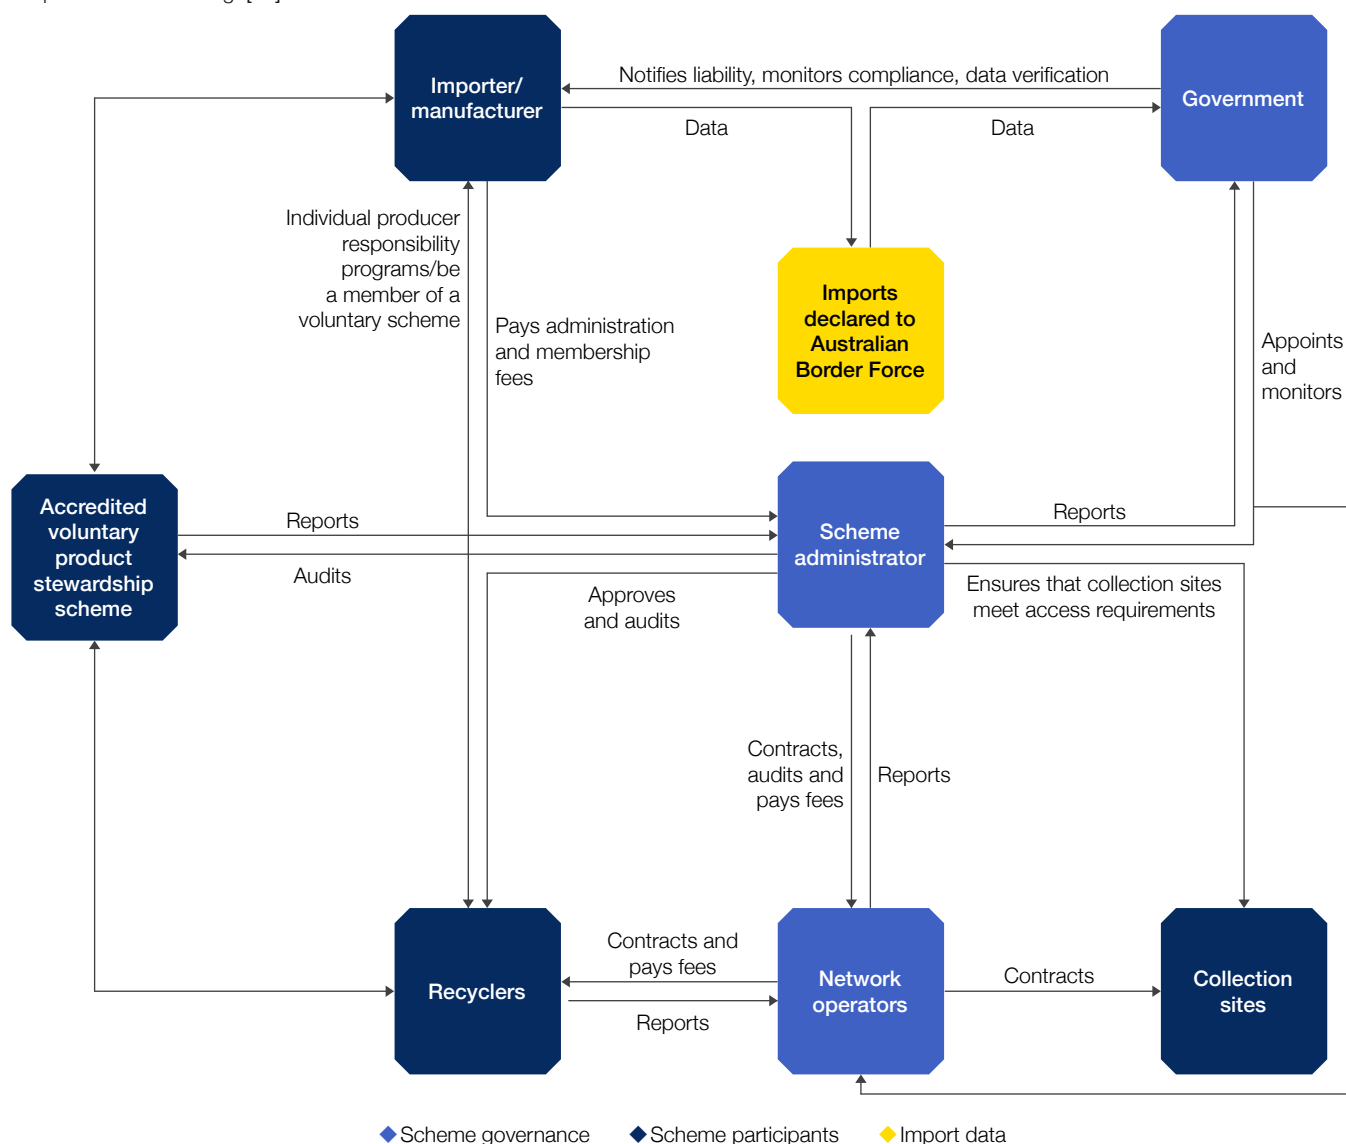 Importer/
manufacturer
Notifies liability, monitors compliance, data verification
Government
Data
Data
Individual producer
responsibility
programs/be
a member of a
voluntary scheme
Pays administration
and membership
fees
Imports
declared to
Australian
Border Force
Appoints
and
monitors
Accredited
voluntary
product
stewardship
scheme
Reports
Audits
Scheme
administrator
Reports
Approves
and audits
Ensures that collection sites
meet access requirements
Contracts,
audits and
pays fees
Reports
Recyclers
Contracts and
pays fees
Reports
Network
operators
Contracts
Collection
sites
Scheme governance
Scheme participants
Import data